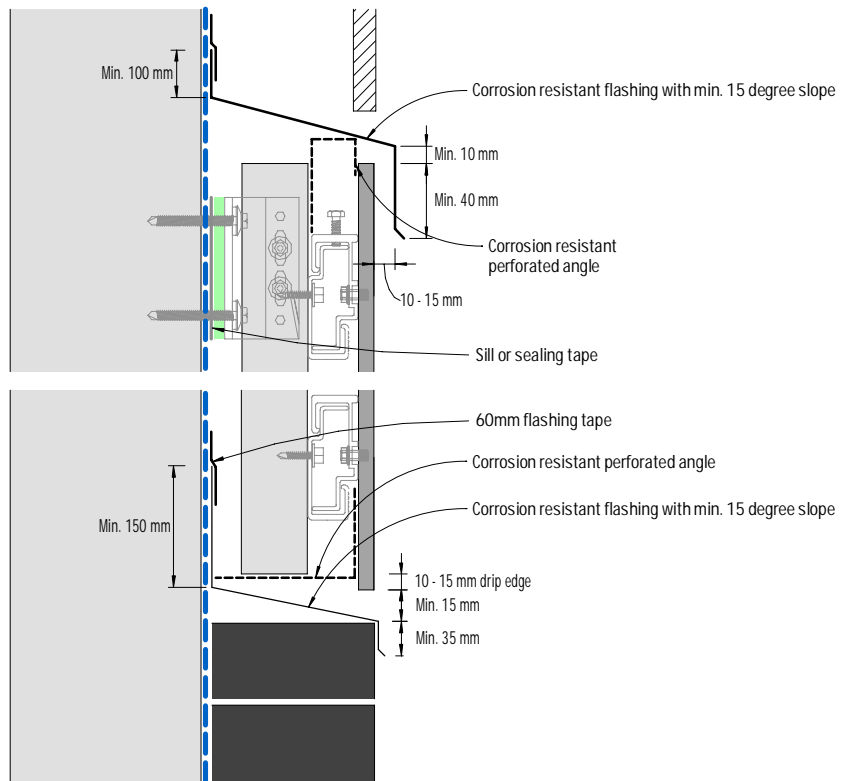 Min. 100 mm
Corrosion resistant flashing with min. 15 degree slope
Min. 10 mm
Min. 40 mm
Corrosion resistant
perforated angle
10 - 15 mm
Sill or sealing tape
60mm flashing tape
Corrosion resistant perforated angle
Corrosion resistant flashing with min. 15 degree slope
Min. 150 mm
10 - 15 mm drip edge
Min. 15 mm
Min. 35 mm